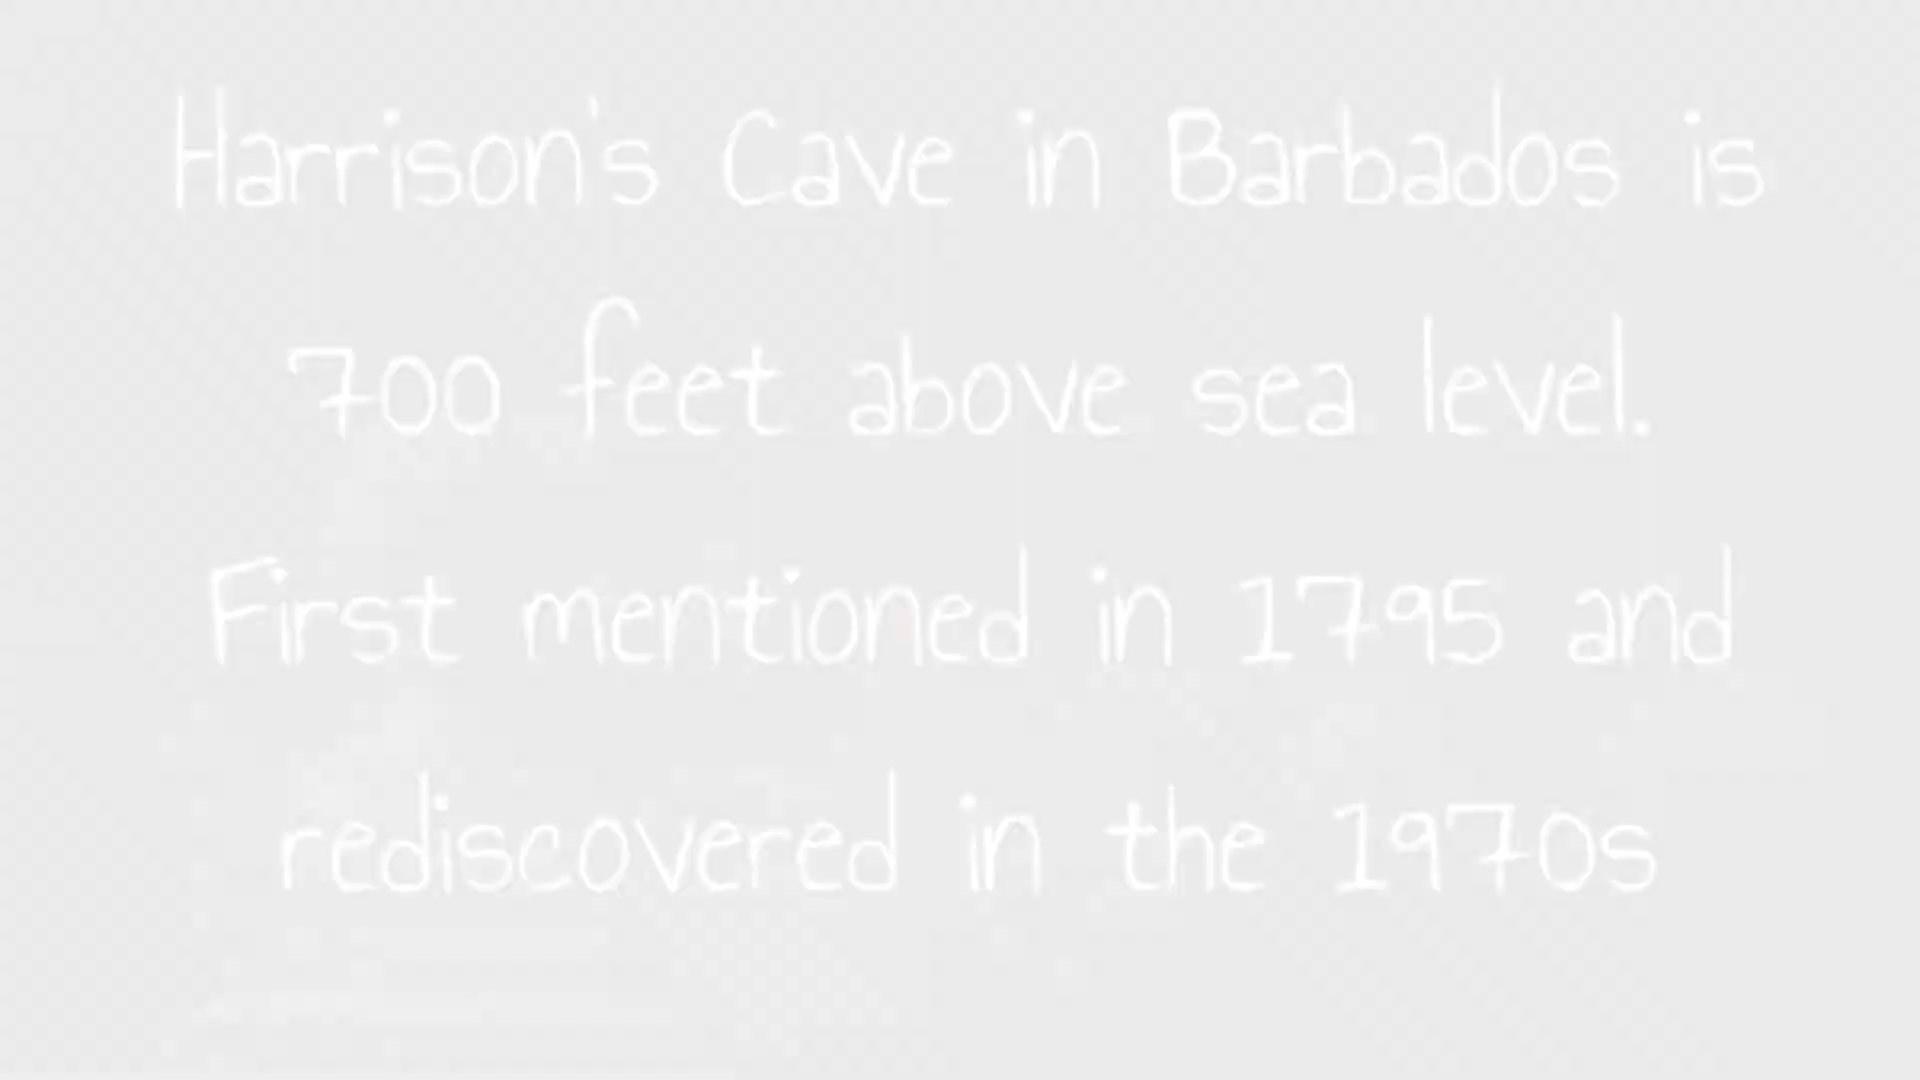 Harrison's Cave in Barbados is
700 feet above sea level.
First mentioned in 1795 and
rediscovered in the 1970s